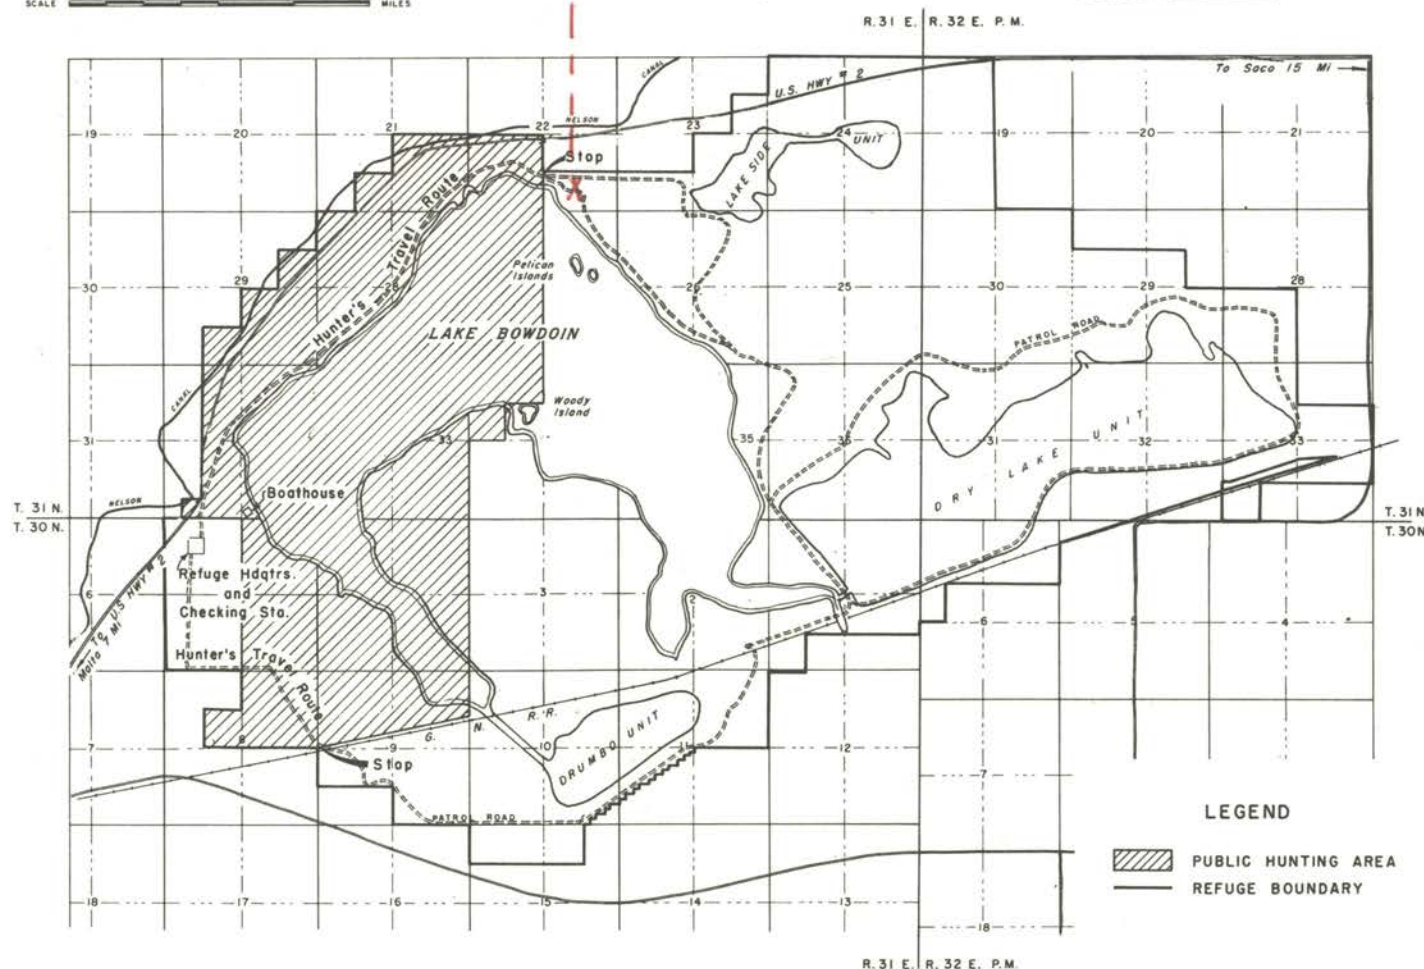 SCALE
MILES
R. 31 E. R. 32 E. P. M.
To Saco 15 Mi
CANAL
U.S. HWY # 2
NELSON
19
20
21
22
23
24
19
20
21
Stop
LAKE SIDE
UNIT
Hunter's Travel Route
Pelican
Islands
30
29
28
26
25
30
29
28
LAKE BOWDOIN
PATROL ROAD
CANAL
Woody
Island
31
33
35
36
31
32
33
DRY LAKE UNIT
NELSON
Boathouse
T. 31 N.
T. 30 N.
T. 31 N.
T. 30 N.
Refuge Hdqtrs.
and
Checking Sta.
6
3
2
6
5
4
To U.S. HWY # 2
Malta 7 Mi
Hunter's Travel Route
G. N. R. R.
DRUMBO UNIT
7
8
9
10
11
12
7
Stop
PATROL ROAD
LEGEND
PUBLIC HUNTING AREA
REFUGE BOUNDARY
18
17
16
15
14
13
18
R. 31 E. R. 32 E. P. M.